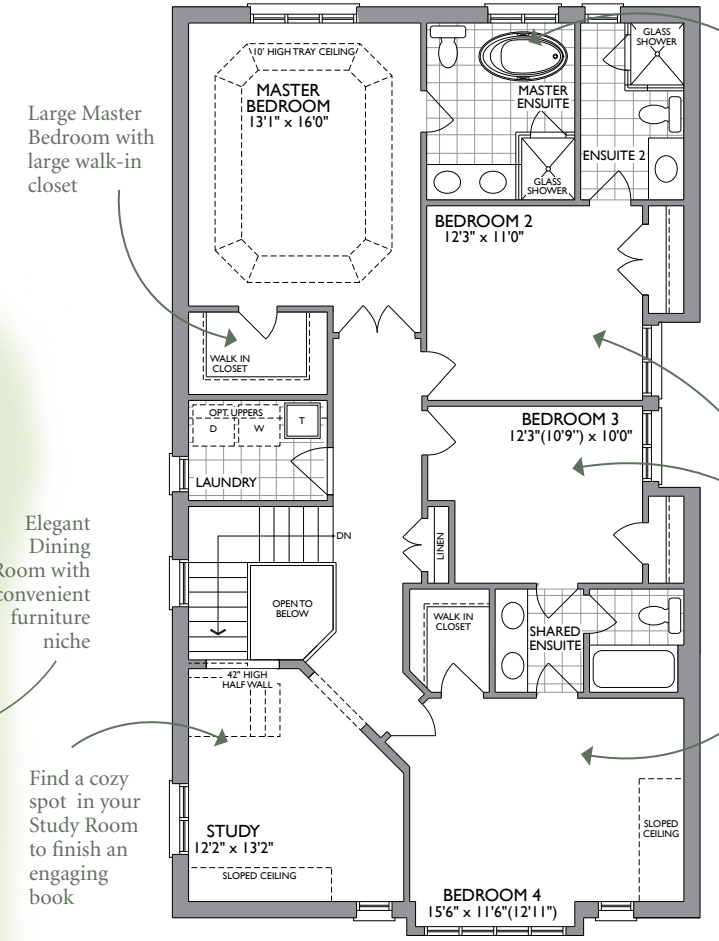 10' HIGH TRAY CEILING
MASTER
BEDROOM
13'1" x 16'0"
GLASS
SHOWER
MASTER
ENSUITE
GLASS
SHOWER
ENSUITE 2
Large Master
Bedroom with
large walk-in
closet
BEDROOM 2
12'3" x 11'0"
WALK IN
CLOSET
OPT. UPPERS
D
W
T
LAUNDRY
BEDROOM 3
12'3"(10'9") x 10'0"
LINEN
DN
Elegant
Dining
Room with
convenient
furniture
niche
OPEN TO
BELOW
WALK IN
CLOSET
SHARED
ENSUITE
42" HIGH
HALF WALL
Find a cozy
spot in your
Study Room
to finish an
engaging
book
STUDY
12'2" x 13'2"
SLOPED CEILING
SLOPED
CEILING
BEDROOM 4
15'6" x 11'6"(12'11")